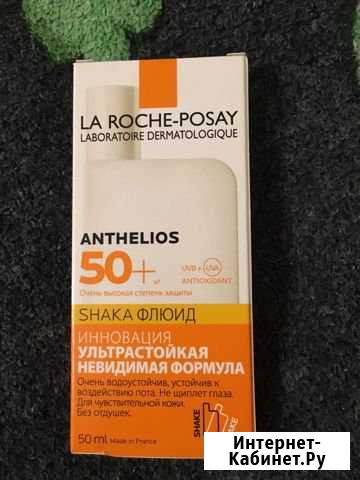 LA ROCHE-POSAY
LABORATOIRE DERMATOLOGIQUE
ANTHELIOS
50+
UVB + UVA
ANTIOXIDANT
Очень высокая степень защиты
SHAKA ФЛЮИД
ИННОВАЦИЯ
УЛЬТРАСТОЙКАЯ
НЕВИДИМАЯ ФОРМУЛА
Очень водоустойчив, устойчив к
воздействию пота. Не щиплет глаза.
Для чувствительной кожи.
Без отдушек.
SHAKE
SHAKE
50 ml Made in France
Интернет-
Кабинет.Ру